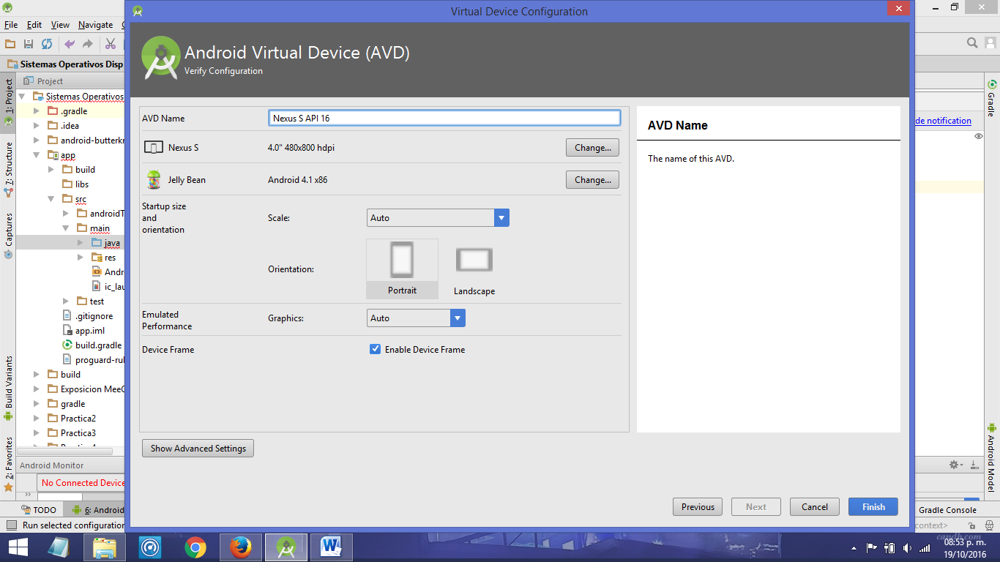 Virtual Device Configuration
File Edit View Navigate
Sistemas Operativos Disp
Android Virtual Device (AVD)
Verify Configuration
1: Project
7: Structure
Captures
Build Variants
2: Favorites
Project
Sistemas Operativos
.gradle
.idea
android-butterkn
app
build
libs
src
androidT
main
java
res
Andr
ic_lau
test
.gitignore
app.iml
build.gradle
proguard-rul
build
Exposicion MeeG
gradle
Practica2
Practica3
AVD Name
Nexus S API 16
Nexus S
4.0" 480x800 hdpi
Change...
Jelly Bean
Android 4.1 x86
Change...
Startup size
and
orientation
Scale:
Auto
Orientation:
Portrait
Landscape
Emulated
Performance
Graphics:
Auto
Device Frame
Enable Device Frame
Show Advanced Settings
AVD Name
The name of this AVD.
Previous
Next
Cancel
Finish
de notification
Gradle
Android Model
Android Monitor
No Connected Device
TODO
6: Android
Gradle Console
Run selected configuration
context>
08:53 p. m.
19/10/2016